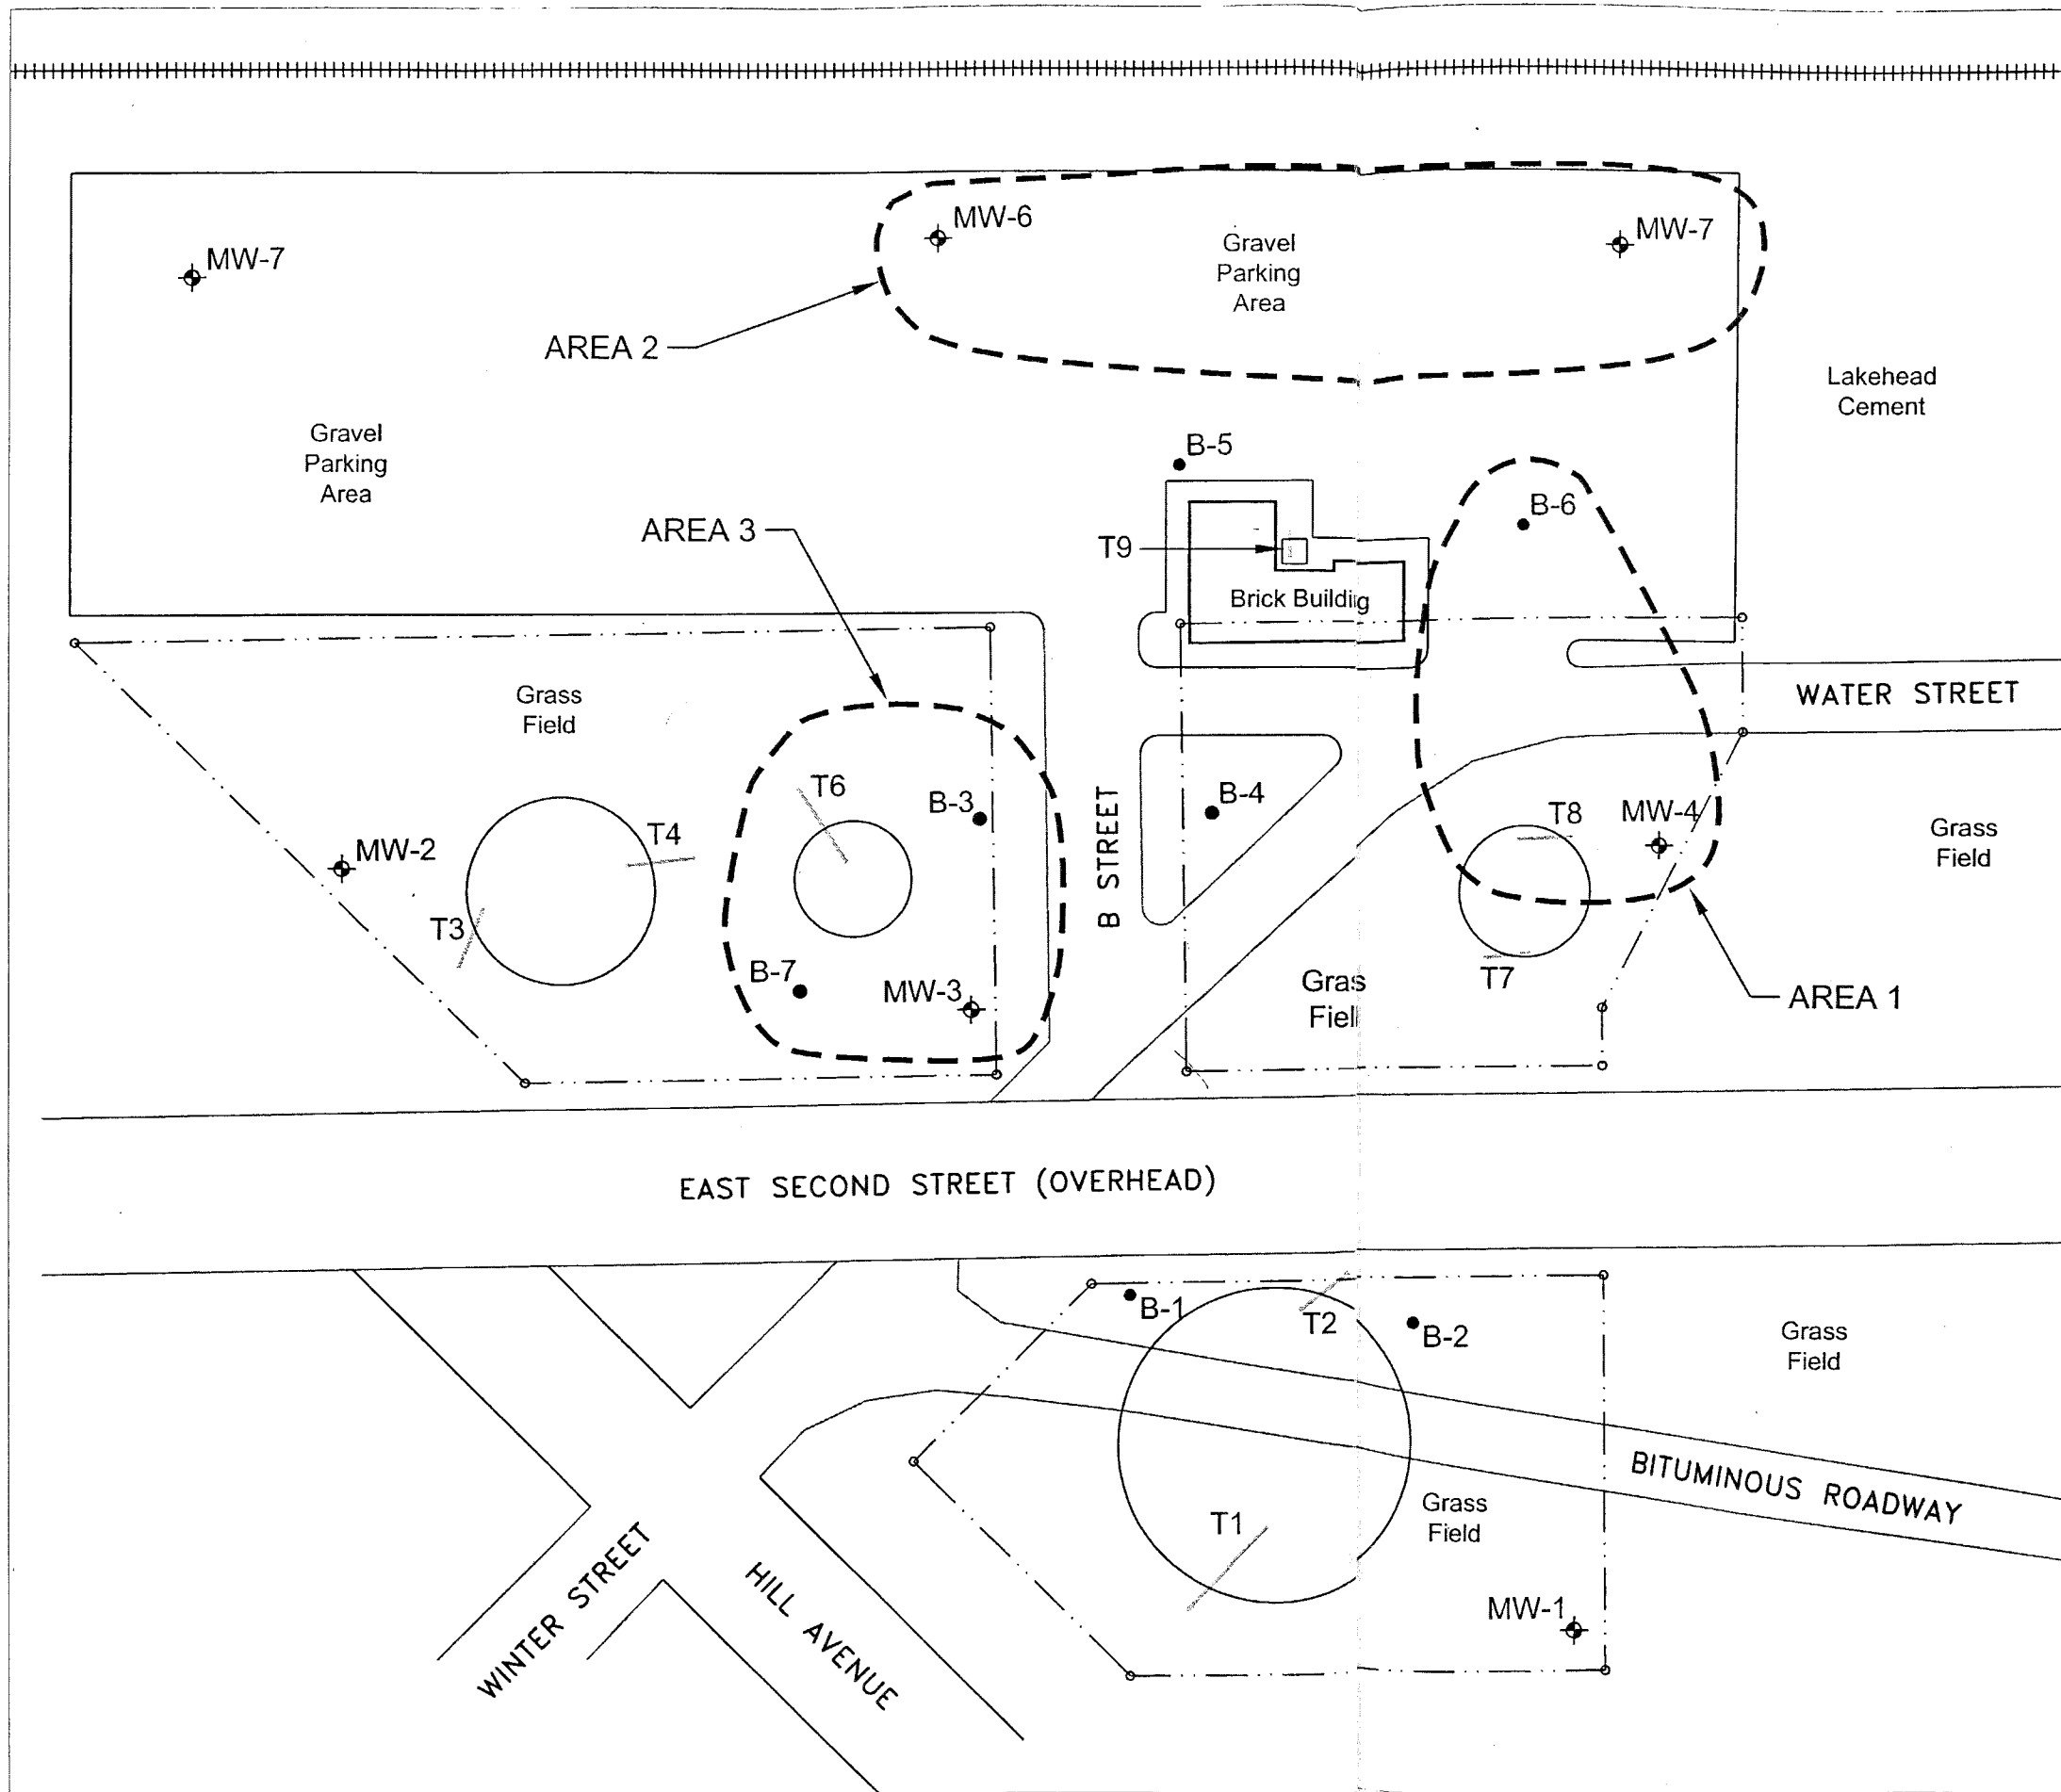 MW-6
MW-7
Gravel
Parking
Area
MW-7
AREA 2
Lakehead
Cement
Gravel
Parking
Area
B-5
B-6
AREA 3
T9
Brick Building
Grass
Field
WATER STREET
T6
B-3
B-4
T8
MW-4
T4
MW-2
Grass
Field
B STREET
T3
B-7
MW-3
Gras
Fiel
T7
AREA 1
EAST SECOND STREET (OVERHEAD)
B-1
T2
B-2
Grass
Field
BITUMINOUS ROADWAY
Grass
Field
T1
WINTER STREET
HILL AVENUE
MW-1